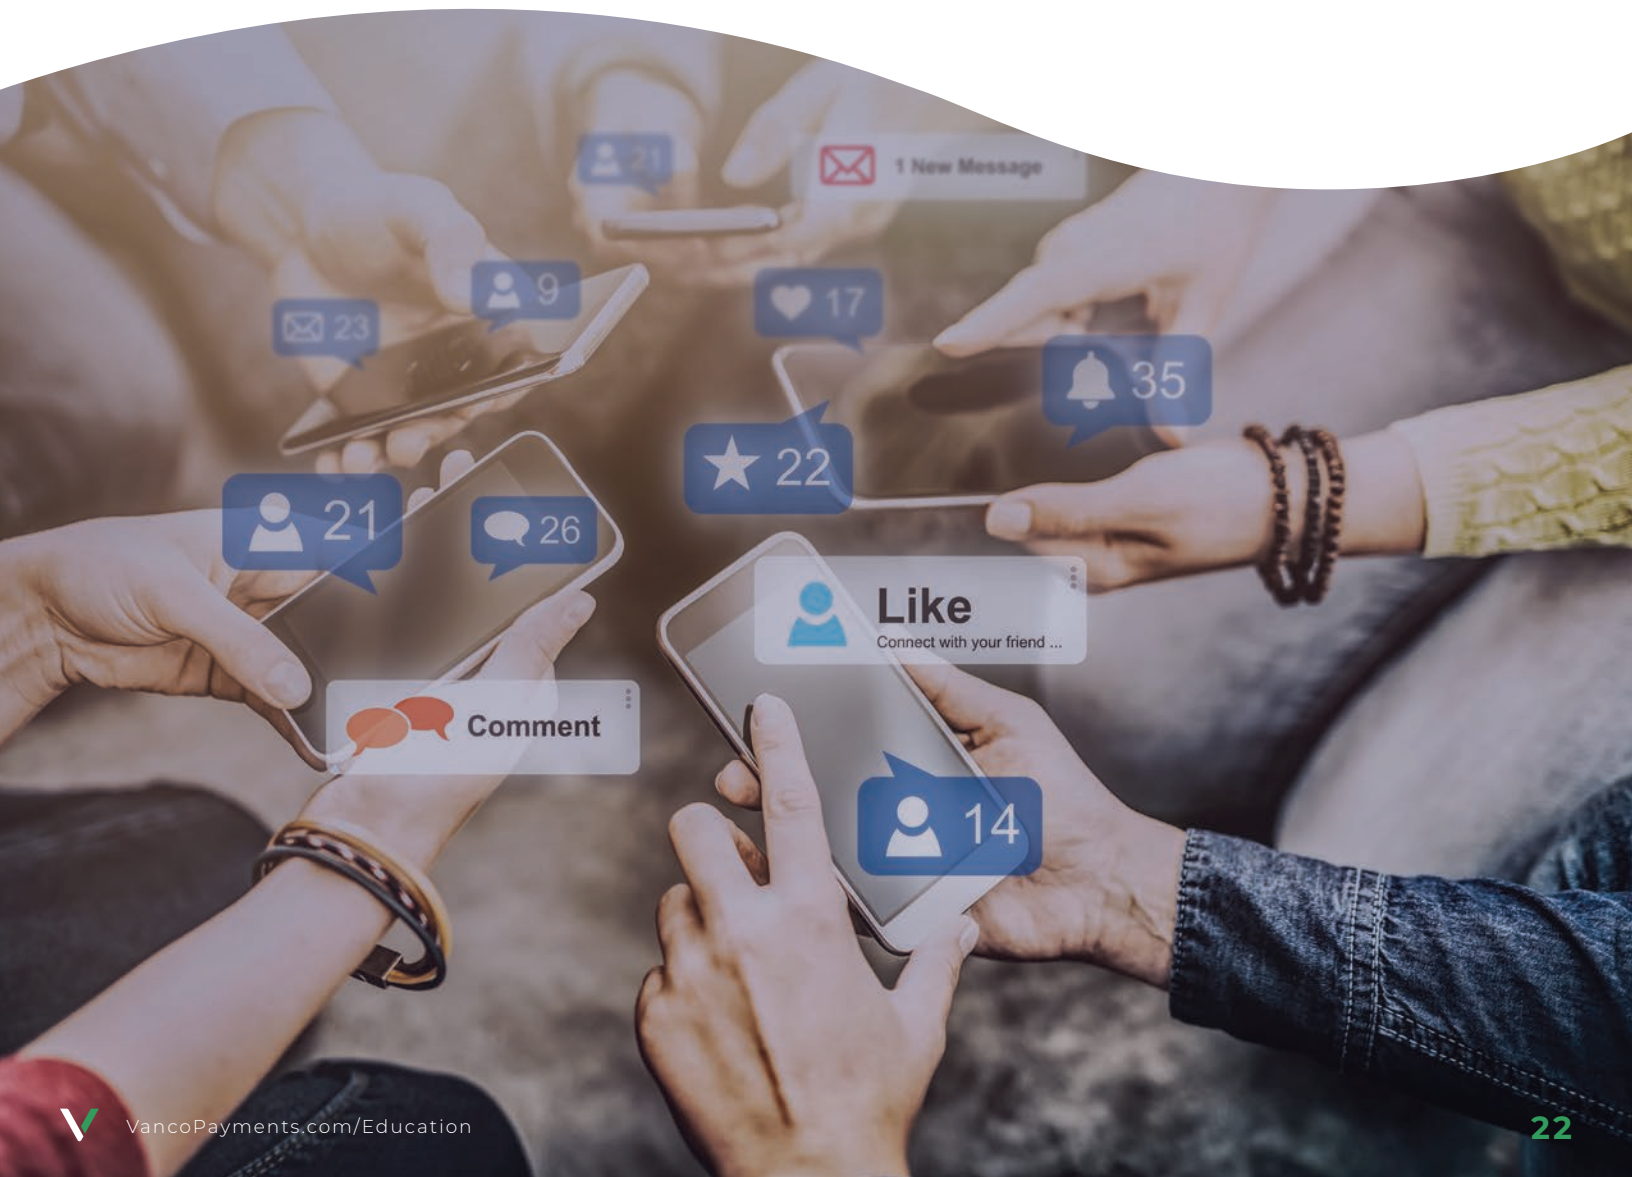 21
1 New Message
9
23
17
35
22
21
26
Like
Connect with your friend ...
Comment
14
VancoPayments.com/Education
22